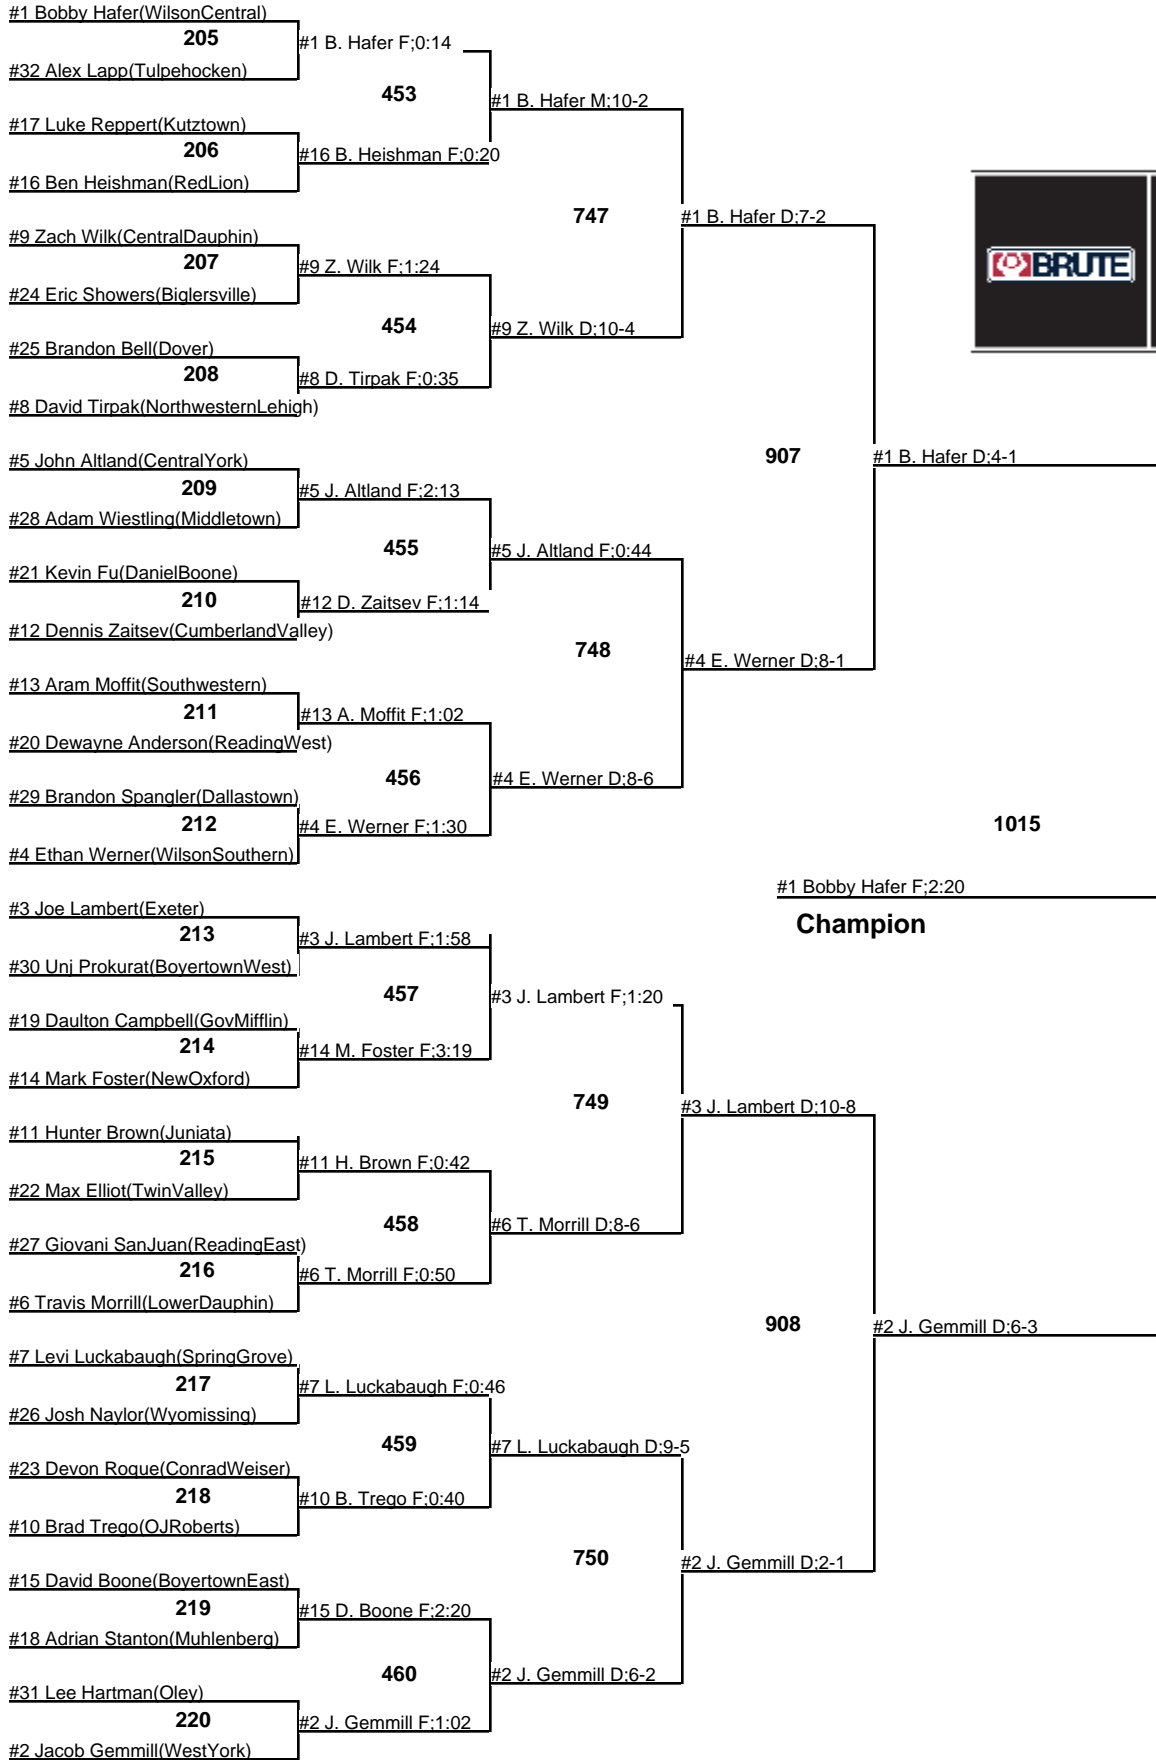 #1 Bobby Hafer(WilsonCentral)
205
#1 B. Hafer F;0:14
#32 Alex Lapp(Tulpehocken)
453
#1 B. Hafer M;10-2
#17 Luke Reppert(Kutztown)
206
#16 B. Heishman F;0:20
#16 Ben Heishman(RedLion)
747
#1 B. Hafer D;7-2
#9 Zach Wilk(CentralDauphin)
207
#9 Z. Wilk F;1:24
#24 Eric Showers(Biglersville)
454
#9 Z. Wilk D;10-4
#25 Brandon Bell(Dover)
208
#8 D. Tirpak F;0:35
#8 David Tirpak(NorthwesternLehigh)
BRUTE
907
#1 B. Hafer D;4-1
#5 John Altland(CentralYork)
209
#5 J. Altland F;2:13
#28 Adam Wiestling(Middletown)
455
#5 J. Altland F;0:44
#21 Kevin Fu(DanielBoone)
210
#12 D. Zaitsev F;1:14
#12 Dennis Zaitsev(CumberlandValley)
748
#4 E. Werner D;8-1
#13 Aram Moffit(Southwestern)
211
#13 A. Moffit F;1:02
#20 Dewayne Anderson(ReadingWest)
456
#4 E. Werner D;8-6
#29 Brandon Spangler(Dallastown)
212
#4 E. Werner F;1:30
#4 Ethan Werner(WilsonSouthern)
1015
#1 Bobby Hafer F;2:20
Champion
#3 Joe Lambert(Exeter)
213
#3 J. Lambert F;1:58
#30 Unj Prokurat(BoyertownWest)
457
#3 J. Lambert F;1:20
#19 Daulton Campbell(GovMifflin)
214
#14 M. Foster F;3:19
#14 Mark Foster(NewOxford)
749
#3 J. Lambert D;10-8
#11 Hunter Brown(Juniata)
215
#11 H. Brown F;0:42
#22 Max Elliot(TwinValley)
458
#6 T. Morrill D;8-6
#27 Giovani SanJuan(ReadingEast)
216
#6 T. Morrill F;0:50
#6 Travis Morrill(LowerDauphin)
908
#2 J. Gemmill D;6-3
#7 Levi Luckabaugh(SpringGrove)
217
#7 L. Luckabaugh F;0:46
#26 Josh Naylor(Wyomissing)
459
#7 L. Luckabaugh D;9-5
#23 Devon Roque(ConradWeiser)
218
#10 B. Trego F;0:40
#10 Brad Trego(OJRoberts)
750
#2 J. Gemmill D;2-1
#15 David Boone(BoyertownEast)
219
#15 D. Boone F;2:20
#18 Adrian Stanton(Muhlenberg)
460
#2 J. Gemmill D;6-2
#31 Lee Hartman(Oley)
220
#2 J. Gemmill F;1:02
#2 Jacob Gemmill(WestYork)